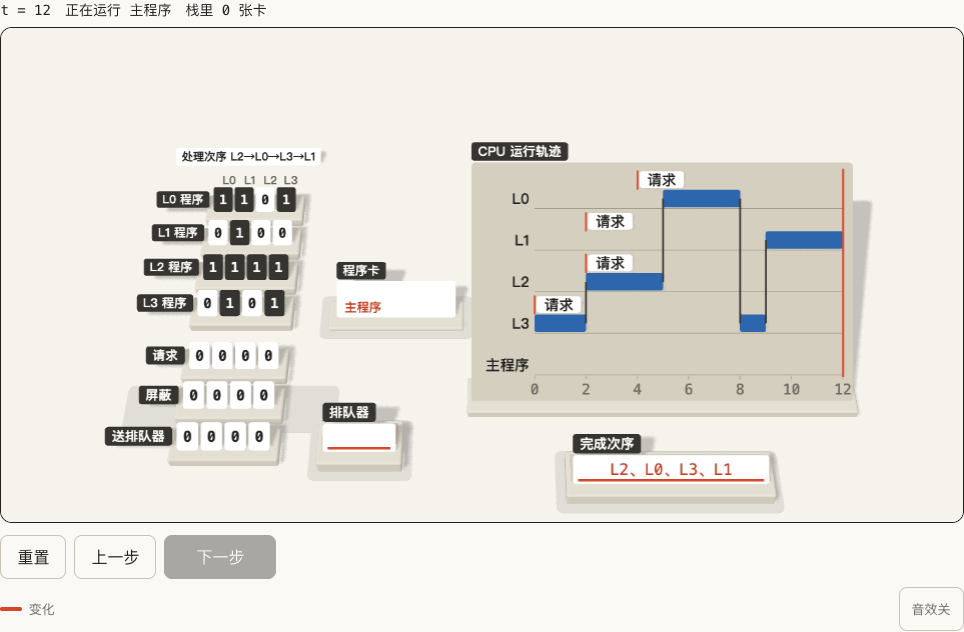 t = 12 正在运行 主程序 栈里 0 张卡
处理次序 L2→L0→L3→L1
L0 L1 L2 L3
L0 程序 1 1 0 1
L1 程序 0 1 0 0
L2 程序 1 1 1 1
L3 程序 0 1 0 1
请求 0 0 0 0
屏蔽 0 0 0 0
送排队器 0 0 0 0
程序卡
主程序
排队器
CPU 运行轨迹
请求
L0
请求
L1
请求
L2
请求
L3
主程序
0 2 4 6 8 10 12
完成次序
L2、L0、L3、L1
重置 上一步 下一步
变化
音效关